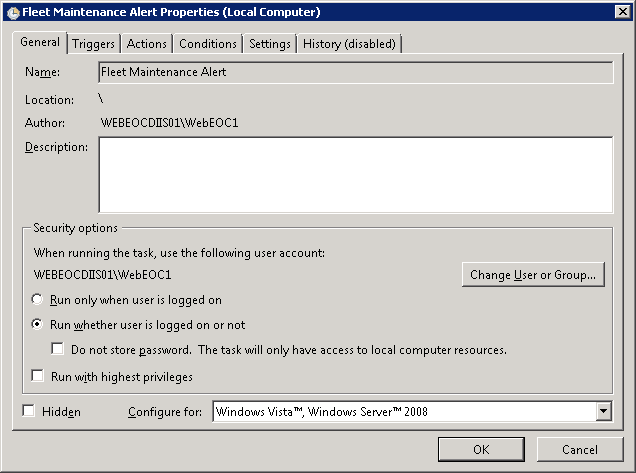 Fleet Maintenance Alert Properties (Local Computer)
General Triggers Actions Conditions Settings History (disabled)
Name: Fleet Maintenance Alert
Location: \
Author: WEBEOCDIIS01\WebEOC1
Description:
Security options
When running the task, use the following user account:
WEBEOCDIIS01\WebEOC1
Change User or Group...
Run only when user is logged on
Run whether user is logged on or not
Do not store password. The task will only have access to local computer resources.
Run with highest privileges
Hidden Configure for: Windows Vista™, Windows Server™ 2008
OK Cancel